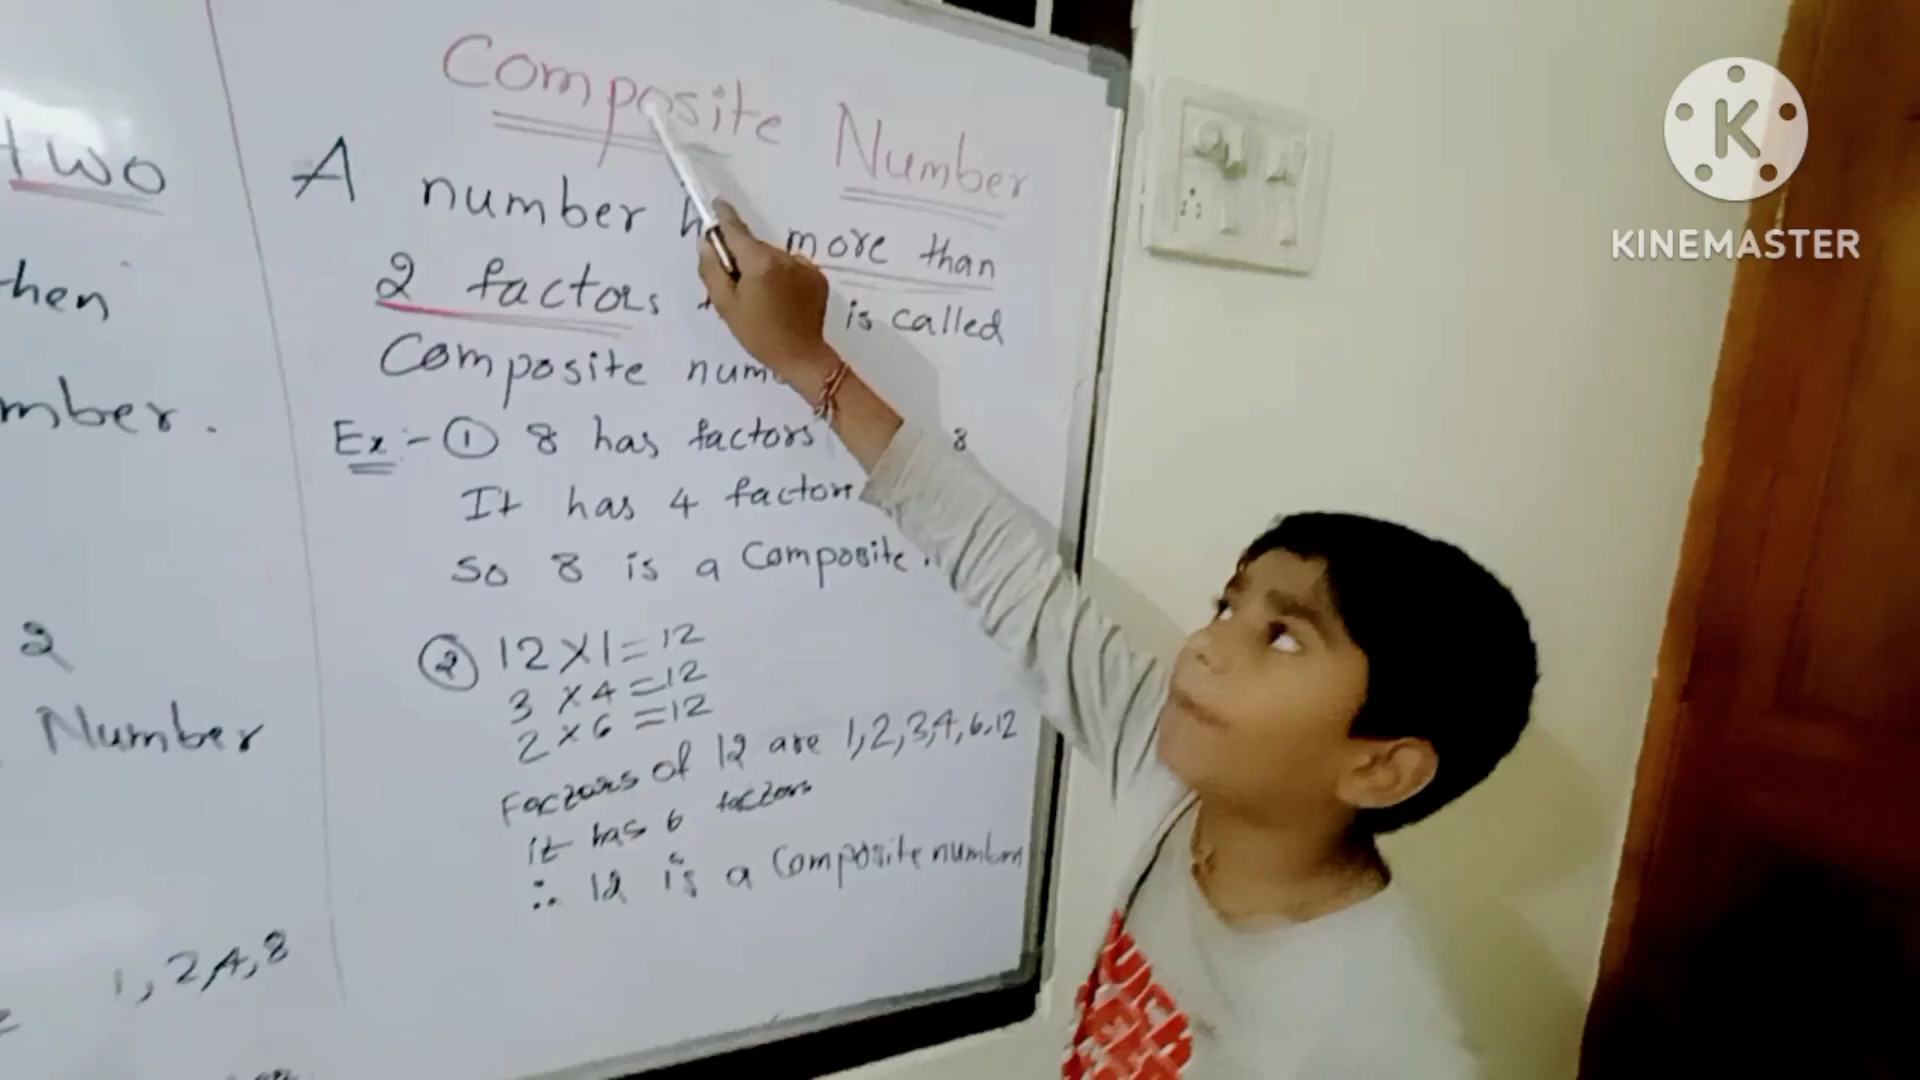 two
then
mber.
2
Number
1, 2, 4, 8
Composite Number
A number more than
2 factors is called
Composite num
Ex:- ① 8 has factors 8
It has 4 factors
So 8 is a Composite.
② 12 × 1 = 12
3 × 4 = 12
2 × 6 = 12
Factors of 12 are 1,2,3,4,6,12
it has 6 factors
∴ 12 is a Composite number
K
KINEMASTER